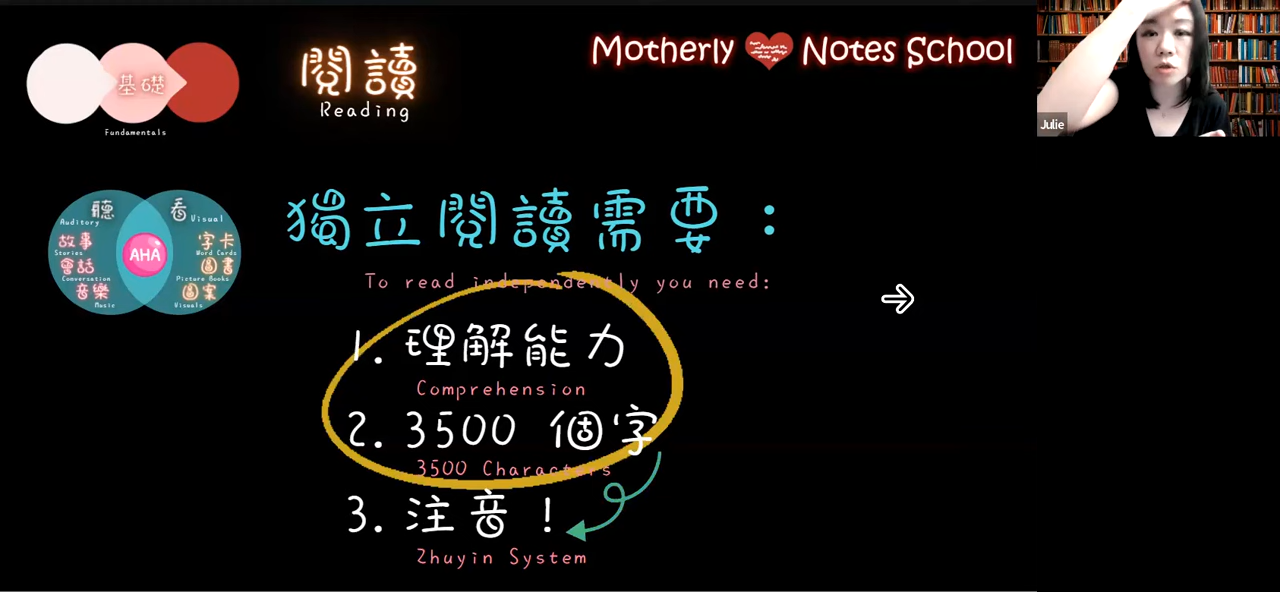 基礎
Fundamentals
閱讀
Reading
Motherly Notes School
Julie
聽
Auditory
故事
Stories
會話
Conversation
音樂
Music
AHA
看
Visual
字卡
Word Cards
圖書
Picture Books
圖案
Visuals
獨立閱讀需要：
To read independently you need:
1. 理解能力
Comprehension
2. 3500 個字
3500 Characters
3. 注音！
Zhuyin System